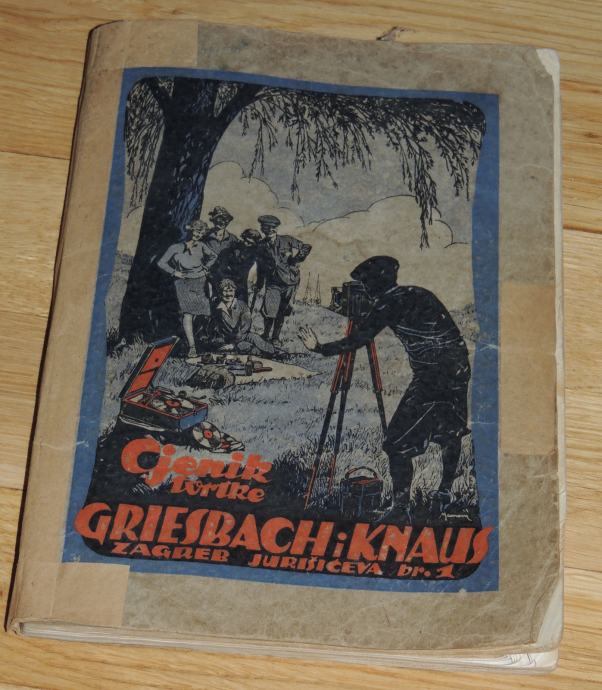 Cjenik
tvrtke
GRIESBACH i KNAUS
ZAGREB JURIŠIĆEVA br. 1